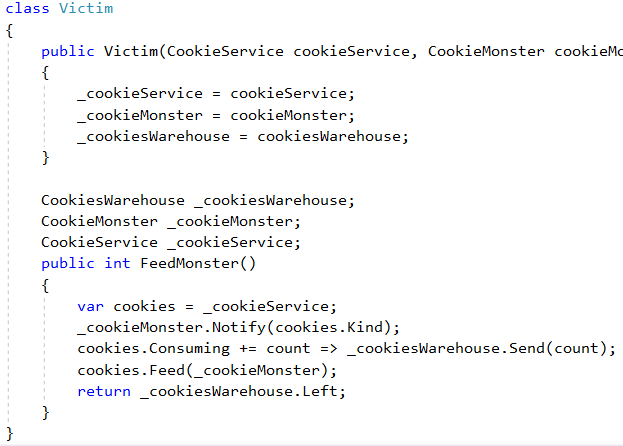 class Victim
{
public Victim(CookieService cookieService, CookieMonster
{
_cookieService = cookieService;
_cookieMonster = cookieMonster;
_cookiesWarehouse = cookiesWarehouse;
}
CookiesWarehouse _cookiesWarehouse;
CookieMonster _cookieMonster;
CookieService _cookieService;
public int FeedMonster()
{
var cookies = _cookieService;
_cookieMonster.Notify(cookies.Kind);
cookies.Consuming += count => _cookiesWarehouse.Send(count);
cookies.Feed(_cookieMonster);
return _cookiesWarehouse.Left;
}
}